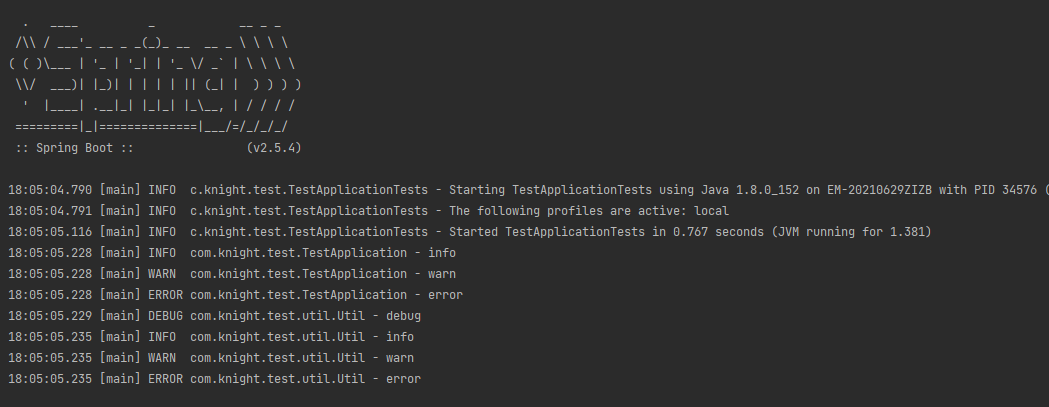 .   ____          _            __ _ _
 /\\ / ___'_ __ _ _(_)_ __  __ _ \ \ \ \
( ( )\___ | '_ | '_| | '_ \/ _` | \ \ \ \
 \\/  ___)| |_)| | | | | || (_| |  ) ) ) )
  '  |____| .__|_| |_|_| |_\__, | / / / /
 =========|_|==============|___/=/_/_/_/
 :: Spring Boot ::                (v2.5.4)
18:05:04.790 [main] INFO  c.knight.test.TestApplicationTests - Starting TestApplicationTests using Java 1.8.0_152 on EM-20210629ZIZB with PID 34576 (
18:05:04.791 [main] INFO  c.knight.test.TestApplicationTests - The following profiles are active: local
18:05:05.116 [main] INFO  c.knight.test.TestApplicationTests - Started TestApplicationTests in 0.767 seconds (JVM running for 1.381)
18:05:05.228 [main] INFO  com.knight.test.TestApplication - info
18:05:05.228 [main] WARN  com.knight.test.TestApplication - warn
18:05:05.228 [main] ERROR com.knight.test.TestApplication - error
18:05:05.229 [main] DEBUG com.knight.test.util.Util - debug
18:05:05.235 [main] INFO  com.knight.test.util.Util - info
18:05:05.235 [main] WARN  com.knight.test.util.Util - warn
18:05:05.235 [main] ERROR com.knight.test.util.Util - error